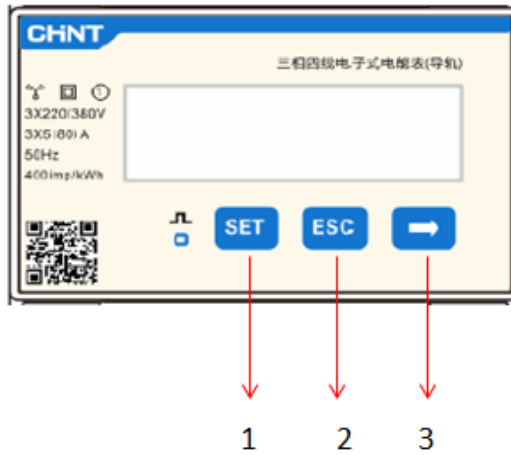 CHNT
三相四线电子式电能表(导轨)
1
3X220/380V
3X5(80)A
50Hz
400imp/kWh
SET ESC
1 2 3